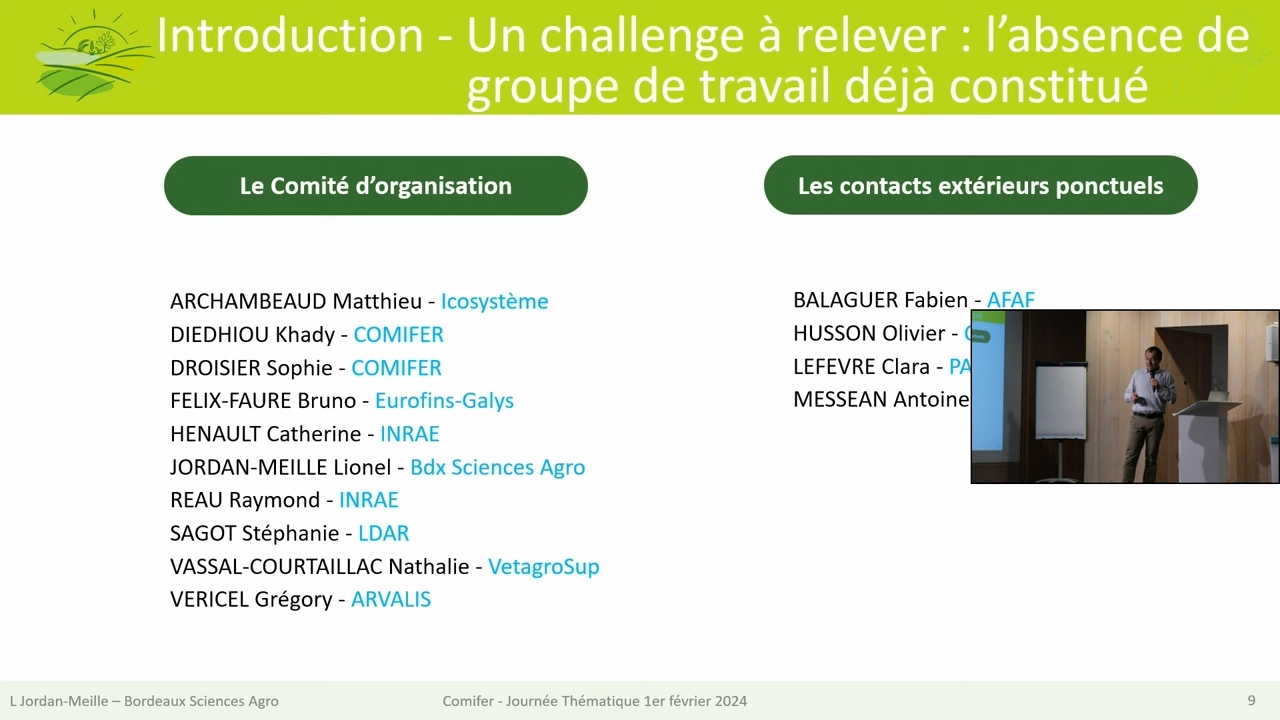 Introduction - Un challenge à relever : l’absence de
groupe de travail déjà constitué
Le Comité d’organisation
Les contacts extérieurs ponctuels
ARCHAMBEAUD Matthieu - Icosystème
DIEDHIOU Khady - COMIFER
DROISIER Sophie - COMIFER
FELIX-FAURE Bruno - Eurofins-Galys
HENAULT Catherine - INRAE
JORDAN-MEILLE Lionel - Bdx Sciences Agro
REAU Raymond - INRAE
SAGOT Stéphanie - LDAR
VASSAL-COURTAILLAC Nathalie - VetagroSup
VERICEL Grégory - ARVALIS
BALAGUER Fabien - AFAF
HUSSON Olivier -
LEFEVRE Clara - PA
MESSEAN Antoine
L Jordan-Meille – Bordeaux Sciences Agro
Comifer - Journée Thématique 1er février 2024
9